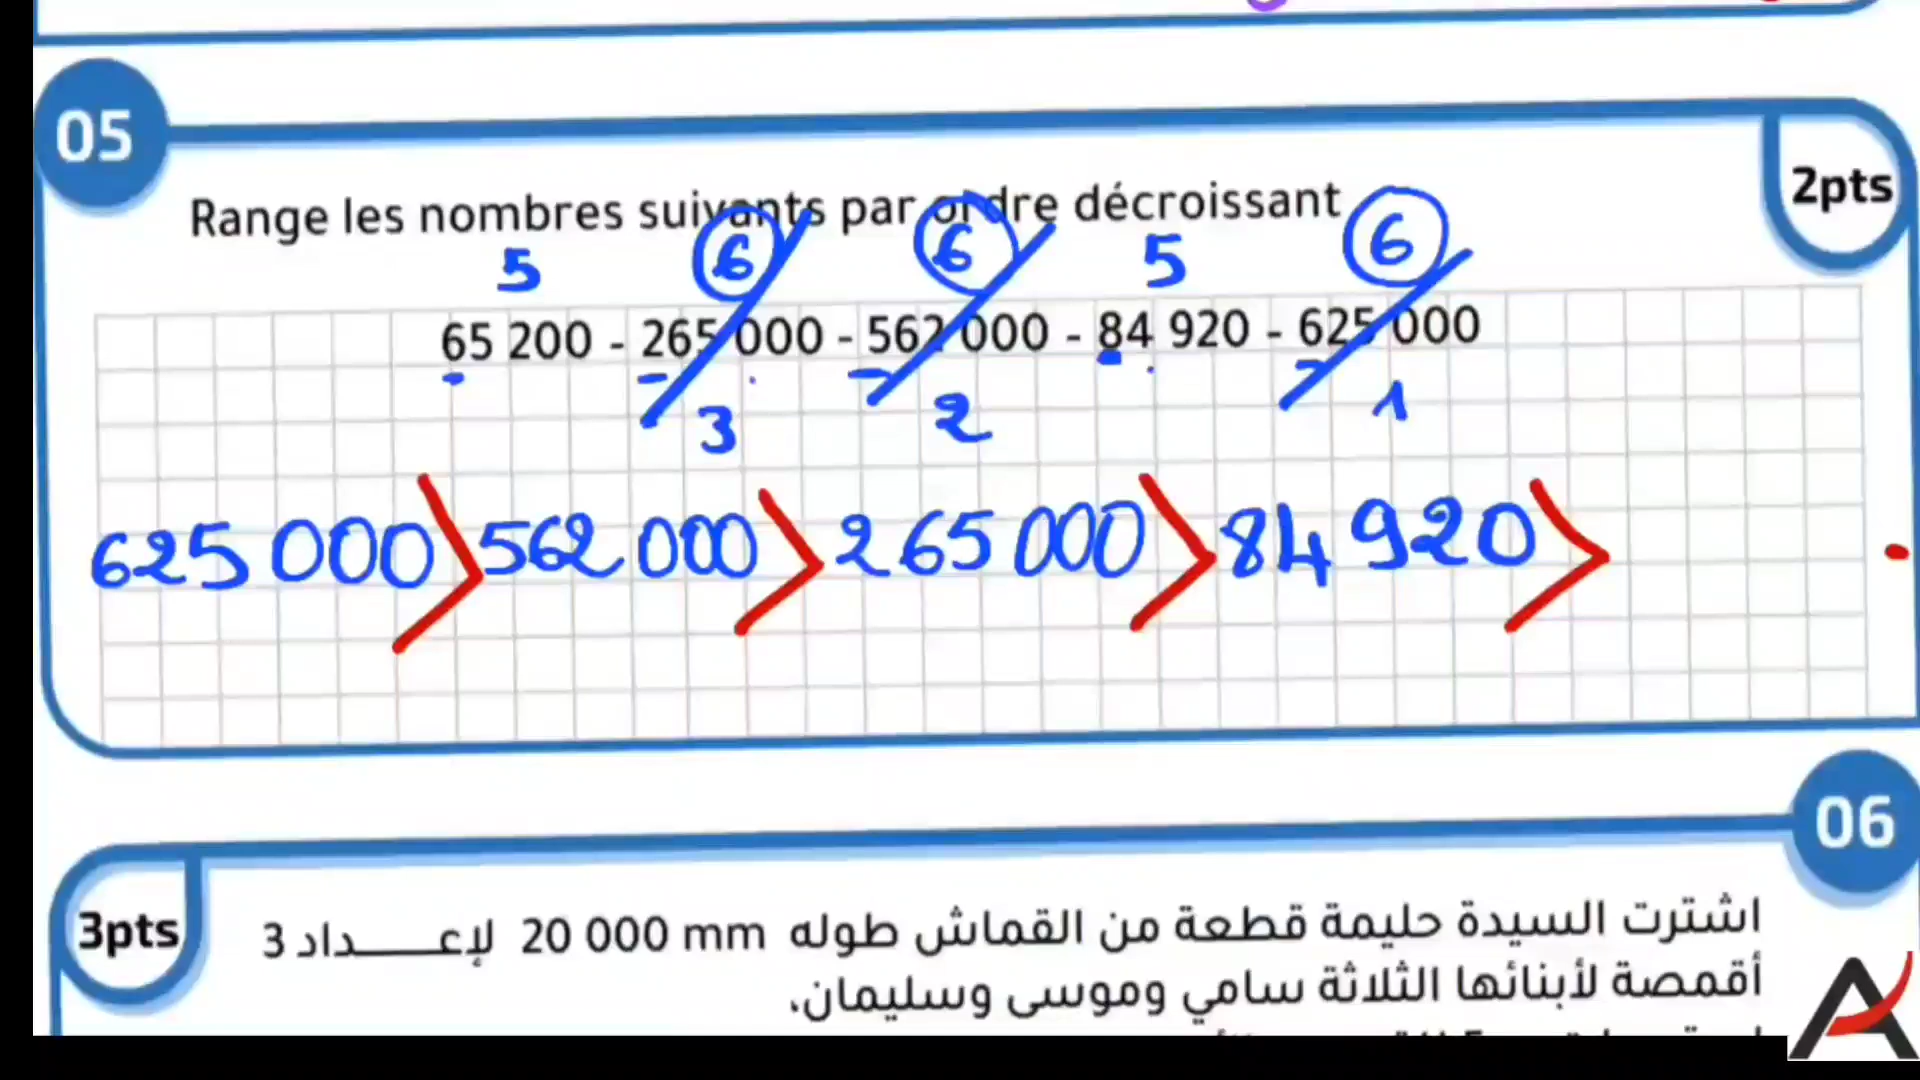 05
2pts
Range les nombres suivants par ordre décroissant
5 6 6 5 6
65 200 - 265 000 - 562 000 - 84 920 - 625 000
3 2 1
625 000 > 562 000 > 265 000 > 84 920 >
06
3pts
اشترت السيدة حليمة قطعة من القماش طوله 20 000 mm لإعـــــداد 3
أقمصة لأبنائها الثلاثة سامي وموسى وسليمان،